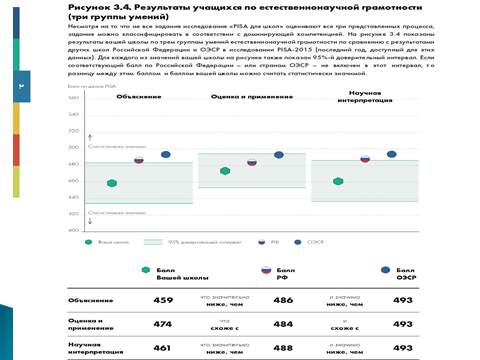 Рисунок 3.4. Результаты учащихся по естественнонаучной грамотности
(три группы умений)
Несмотря на то что не все задания исследования «PISA для школ» оценивают все три представленных процесса,
задания можно классифицировать в соответствии с доминирующей компетенцией. На рисунке 3.4 показаны
результаты вашей школы по трем группам умений естественнонаучной грамотности по сравнению с результатами
других школ Российской Федерации и ОЭСР в исследовании PISA-2015 (последний год, доступный для этих
данных). Для каждого из значений вашей школы на рисунке также показан 95%-й доверительный интервал. Если
соответствующий балл по Российской Федерации – или странам ОЭСР – не включен в этот интервал, то
разницу между этим баллом и баллом вашей школы можно считать статистически значимой.
Балл по шкале PISA
560
Объяснение
Оценка и применение
Научная
интерпретация
540
520
500
Статистически значимо
480
460
440
420
Статистически значимо
400
Ваша школа
95% доверительный интервал
РФ
ОЭСР
Балл
Вашей школы
Балл
РФ
Балл
ОЭСР
Объяснение 459 что значительно ниже, чем 486 и значимо ниже, чем 493
Оценка и
применение 474 что схоже с 484 и схоже с 493
Научная
интерпретация 461 что значительно ниже, чем 488 и значимо ниже, чем 493